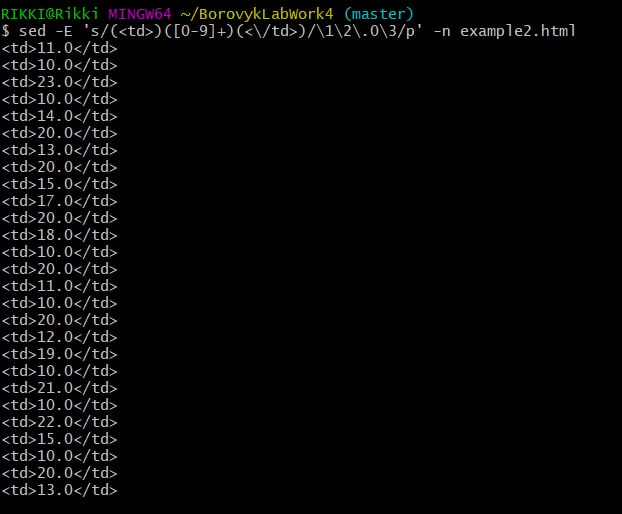 RIKKI@Rikki MINGW64 ~/BorovykLabWork4 (master)
$ sed -E 's/(<td>)([0-9]+)(<\/td>)/\1\2\.0\3/p' -n example2.html
<td>11.0</td>
<td>10.0</td>
<td>23.0</td>
<td>10.0</td>
<td>14.0</td>
<td>20.0</td>
<td>13.0</td>
<td>20.0</td>
<td>15.0</td>
<td>17.0</td>
<td>20.0</td>
<td>18.0</td>
<td>10.0</td>
<td>20.0</td>
<td>11.0</td>
<td>10.0</td>
<td>20.0</td>
<td>12.0</td>
<td>19.0</td>
<td>10.0</td>
<td>21.0</td>
<td>10.0</td>
<td>22.0</td>
<td>15.0</td>
<td>10.0</td>
<td>20.0</td>
<td>13.0</td>